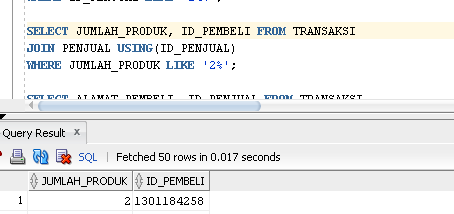 SELECT JUMLAH_PRODUK, ID_PEMBELI FROM TRANSAKSI
JOIN PENJUAL USING(ID_PENJUAL)
WHERE JUMLAH_PRODUK LIKE '2%';
SELECT ALAMAT_PEMBELI, ID_PENJUAL FROM TRANSAKSI
Query Result x
SQL | Fetched 50 rows in 0.017 seconds
JUMLAH_PRODUK ID_PEMBELI
1 2 1301184258